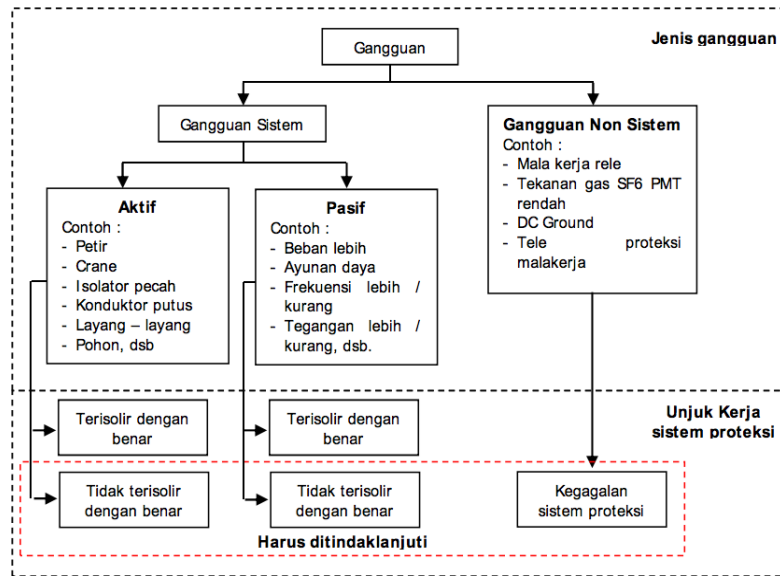 Jenis gangguan
Gangguan
Gangguan Sistem
Gangguan Non Sistem
Contoh :
- Mala kerja rele
- Tekanan gas SF6 PMT
rendah
- DC Ground
- Tele proteksi
malakerja
Aktif
Contoh :
- Petir
- Crane
- Isolator pecah
- Konduktor putus
- Layang – layang
- Pohon, dsb
Pasif
Contoh :
- Beban lebih
- Ayunan daya
- Frekuensi lebih /
kurang
- Tegangan lebih /
kurang, dsb.
Unjuk Kerja
sistem proteksi
Terisolir dengan
benar
Terisolir dengan
benar
Tidak terisolir
dengan benar
Tidak terisolir
dengan benar
Kegagalan
sistem proteksi
Harus ditindaklanjuti